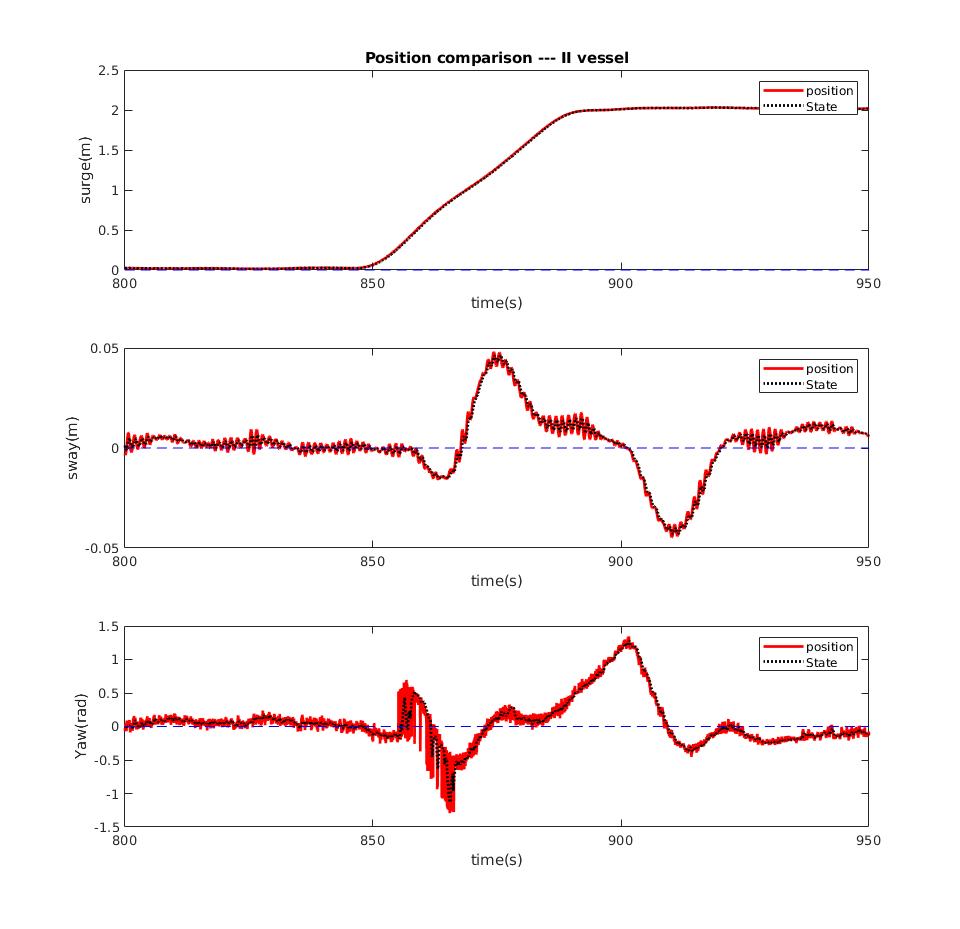 Position comparison --- II vessel
2.5
2
1.5
1
0.5
0
surge(m)
position
State
800
850
900
950
time(s)
0.05
0
-0.05
sway(m)
position
State
800
850
900
950
time(s)
1.5
1
0.5
0
-0.5
-1
-1.5
Yaw(rad)
position
State
800
850
900
950
time(s)